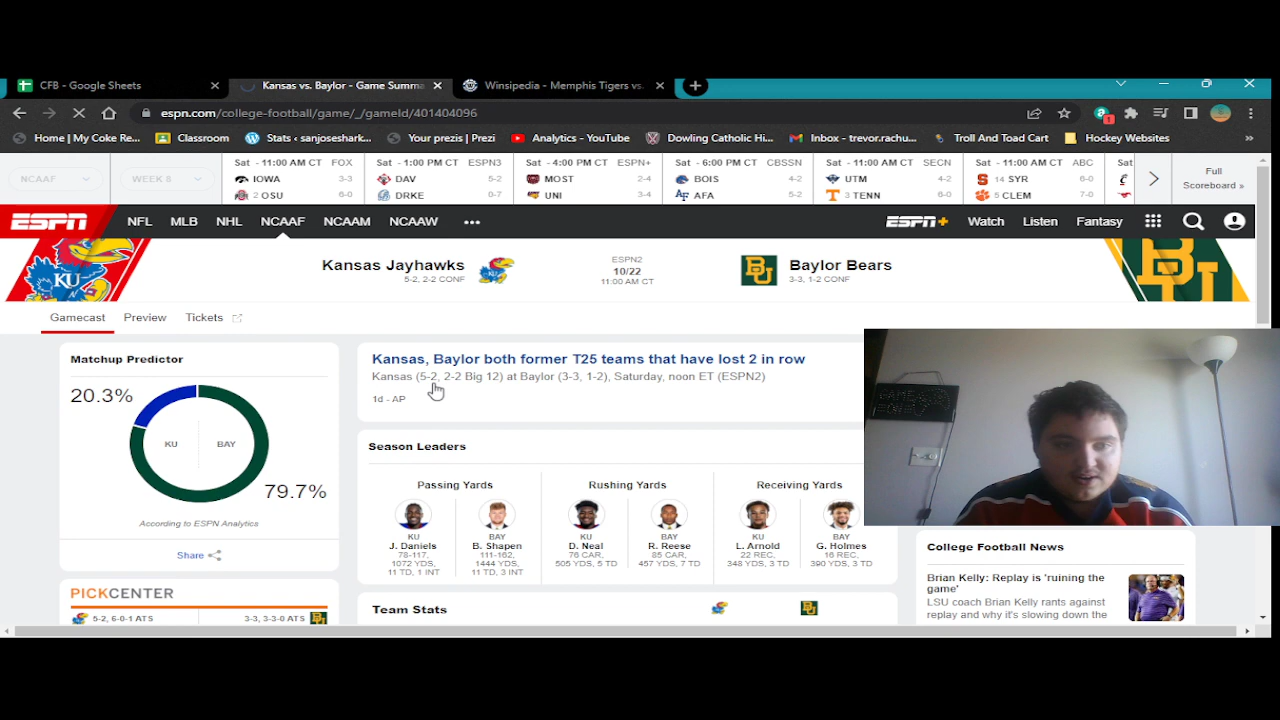 CFB - Google Sheets
Kansas vs. Baylor - Game Summa
Winsipedia - Memphis Tigers vs.
espn.com/college-football/game/_/gameId/401404096
Home | My Coke Re...
Classroom
Stats ‹ sanjoseshark...
Your prezis | Prezi
Analytics - YouTube
Dowling Catholic Hi...
Inbox - trevor.rachu...
Troll And Toad Cart
Hockey Websites
»
NCAAF
WEEK 8
Sat - 11:00 AM CT FOX
IOWA 3-3
2 OSU 6-0
Sat - 1:00 PM CT ESPN3
DAV 5-2
DRKE 0-7
Sat - 4:00 PM CT ESPN+
MOST 2-4
UNI 3-4
Sat - 6:00 PM CT CBSSN
BOIS 4-2
AFA 5-2
Sat - 11:00 AM CT SECN
UTM 4-2
3 TENN 6-0
Sat - 11:00 AM CT ABC
14 SYR 6-0
5 CLEM 7-0
Sat
Full
Scoreboard »
ESPN
NFL MLB NHL NCAAF NCAAM NCAAW
ESPN+ Watch Listen Fantasy
KU
Kansas Jayhawks
5-2, 2-2 CONF
ESPN2
10/22
11:00 AM CT
BU
Baylor Bears
3-3, 1-2 CONF
BU
Gamecast Preview Tickets
Matchup Predictor
20.3%
KU BAY
79.7%
According to ESPN Analytics
Share
PICKCENTER
5-2, 6-0-1 ATS 3-3, 3-3-0 ATS
Kansas, Baylor both former T25 teams that have lost 2 in row
Kansas (5-2, 2-2 Big 12) at Baylor (3-3, 1-2), Saturday, noon ET (ESPN2)
1d - AP
Season Leaders
Passing Yards
KU
J. Daniels
78-117,
1072 YDS,
11 TD, 1 INT
BAY
B. Shapen
111-162,
1444 YDS,
11 TD, 3 INT
Rushing Yards
KU
D. Neal
76 CAR,
505 YDS, 5 TD
BAY
R. Reese
85 CAR,
457 YDS, 7 TD
Receiving Yards
KU
L. Arnold
22 REC,
348 YDS, 3 TD
BAY
G. Holmes
16 REC,
390 YDS, 3 TD
Team Stats
College Football News
Brian Kelly: Replay is 'ruining the
game'
LSU coach Brian Kelly rants against
replay and why it's slowing down the